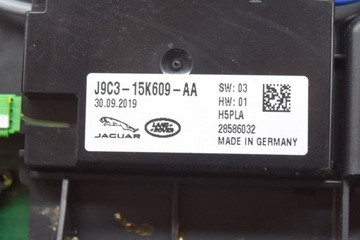 J9C3-15K609-AA
30.09.2019
JAGUAR
LAND ROVER
SW: 03
HW: 01
H5PLA
28586032
MADE IN GERMANY